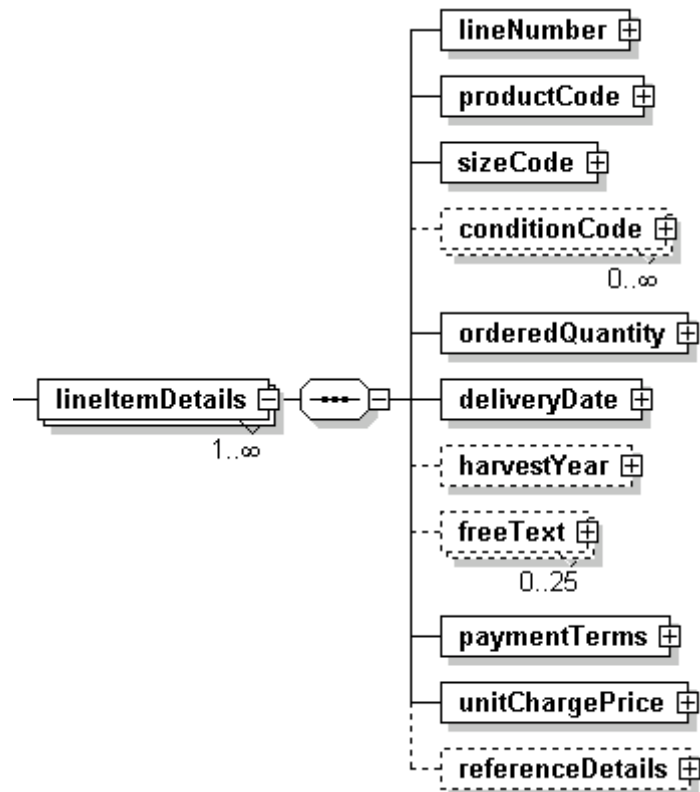 lineNumber
productCode
sizeCode
conditionCode
0..∞
orderedQuantity
lineItemDetails
1..∞
deliveryDate
harvestYear
freeText
0..25
paymentTerms
unitChargePrice
referenceDetails